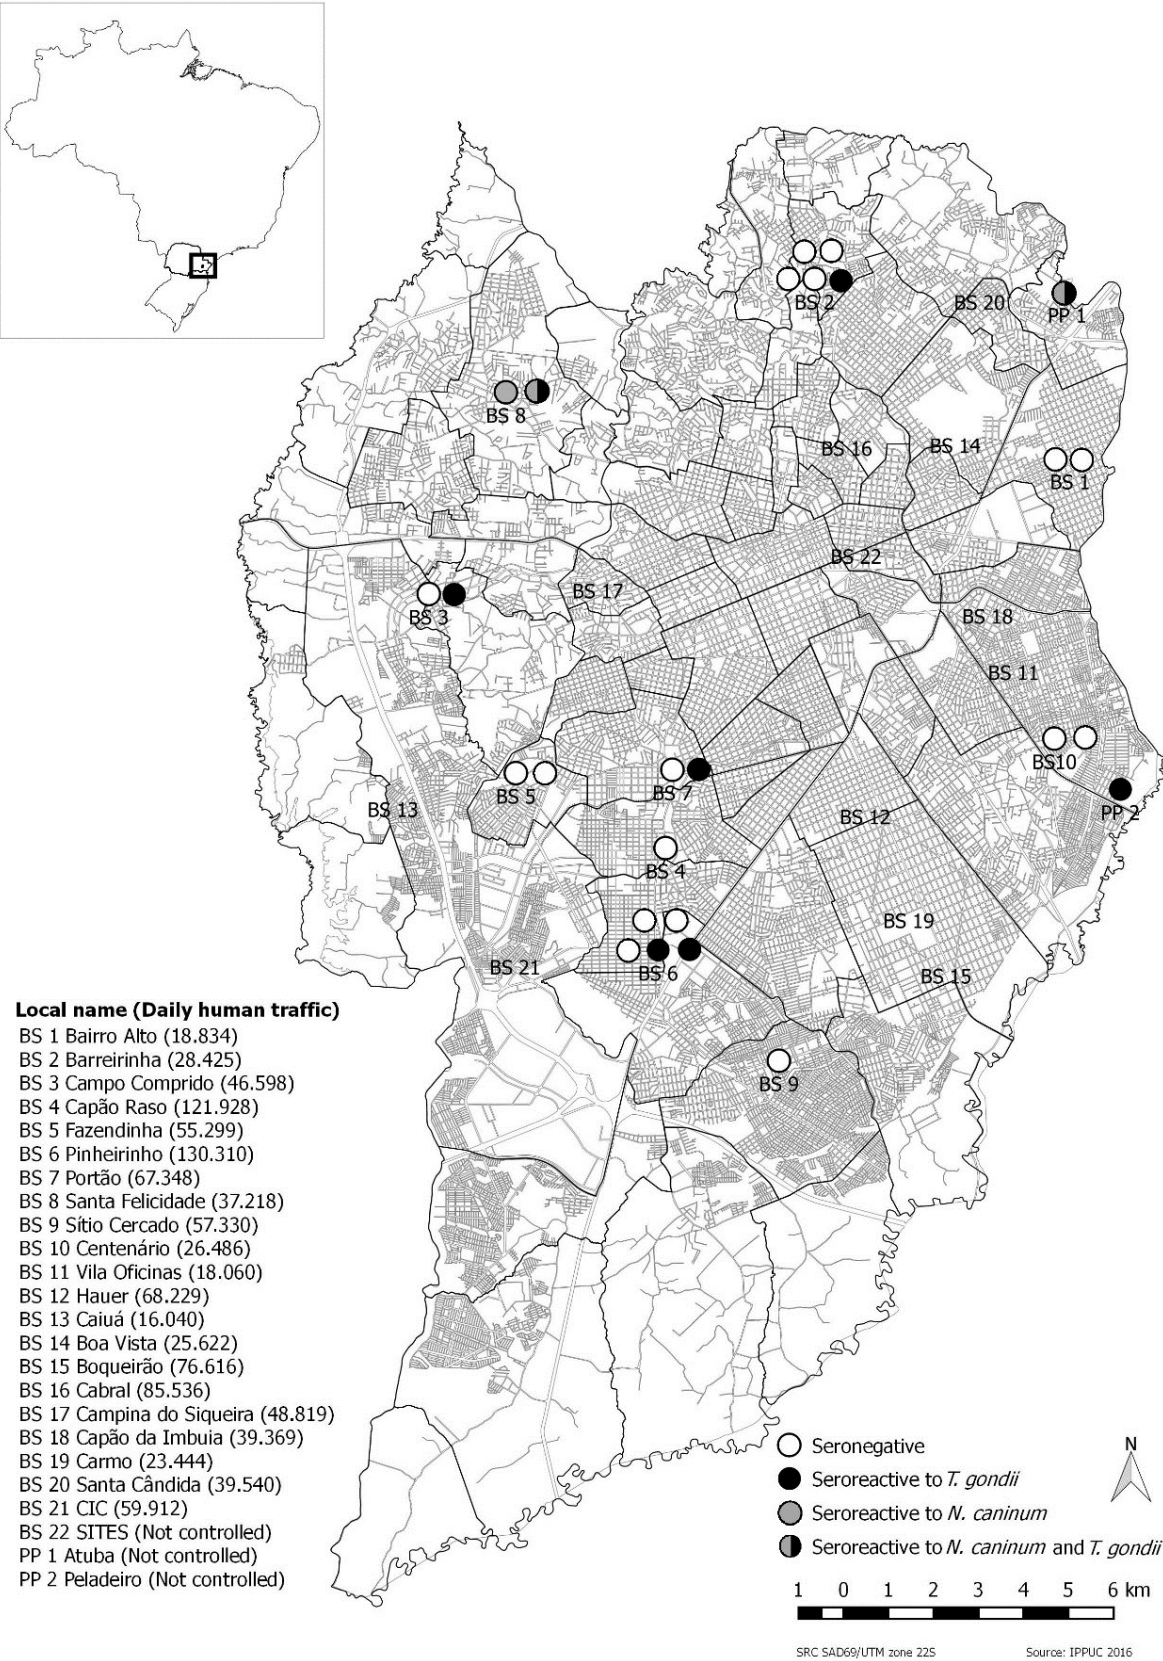 BS 2
BS 20
PP 1
BS 8
BS 16
BS 14
BS 1
BS 22
BS 17
BS 3
BS 18
BS 11
BS10
BS 5
BS 7
PP 2
BS 13
BS 12
BS 4
BS 19
BS 6
BS 21
BS 15
BS 9
Local name (Daily human traffic)
BS 1 Bairro Alto (18.834)
BS 2 Barreirinha (28.425)
BS 3 Campo Comprido (46.598)
BS 4 Capão Raso (121.928)
BS 5 Fazendinha (55.299)
BS 6 Pinheirinho (130.310)
BS 7 Portão (67.348)
BS 8 Santa Felicidade (37.218)
BS 9 Sítio Cercado (57.330)
BS 10 Centenário (26.486)
BS 11 Vila Oficinas (18.060)
BS 12 Hauer (68.229)
BS 13 Caiuá (16.040)
BS 14 Boa Vista (25.622)
BS 15 Boqueirão (76.616)
BS 16 Cabral (85.536)
BS 17 Campina do Siqueira (48.819)
BS 18 Capão da Imbuia (39.369)
BS 19 Carmo (23.444)
BS 20 Santa Cândida (39.540)
BS 21 CIC (59.912)
BS 22 SITES (Not controlled)
PP 1 Atuba (Not controlled)
PP 2 Peladeiro (Not controlled)
Seronegative
Seroreactive to T. gondii
Seroreactive to N. caninum
Seroreactive to N. caninum and T. gondii
N
1 0 1 2 3 4 5 6 km
SRC SAD69/UTM zone 22S
Source: IPPUC 2016